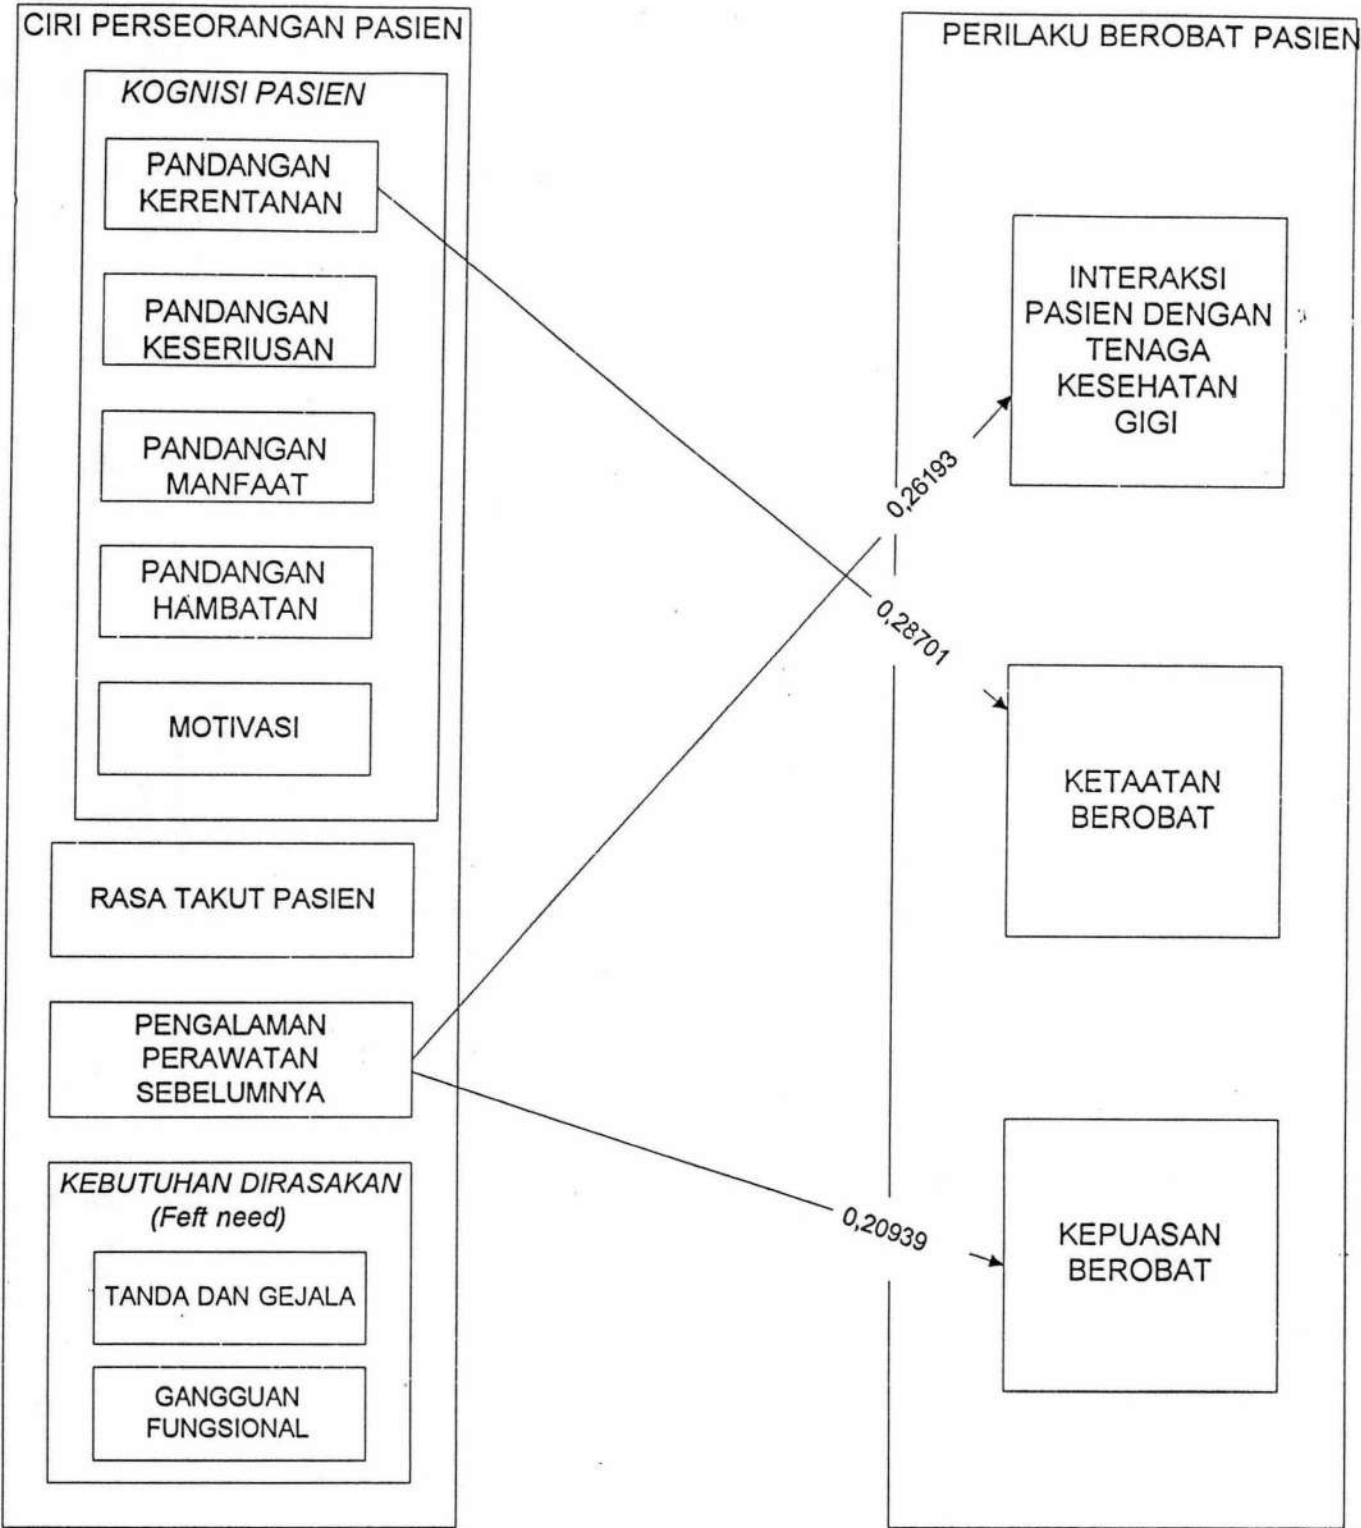 CIRI PERSEORANGAN PASIEN
KOGNISI PASIEN
PANDANGAN
KERENTANAN
PANDANGAN
KESERIUSAN
PANDANGAN
MANFAAT
PANDANGAN
HAMBATAN
MOTIVASI
RASA TAKUT PASIEN
PENGALAMAN
PERAWATAN
SEBELUMNYA
KEBUTUHAN DIRASAKAN
(Feft need)
TANDA DAN GEJALA
GANGGUAN
FUNGSIONAL
0,26193
0,28701
0,20939
PERILAKU BEROBAT PASIEN
INTERAKSI
PASIEN DENGAN
TENAGA
KESEHATAN
GIGI
KETAATAN
BEROBAT
KEPUASAN
BEROBAT